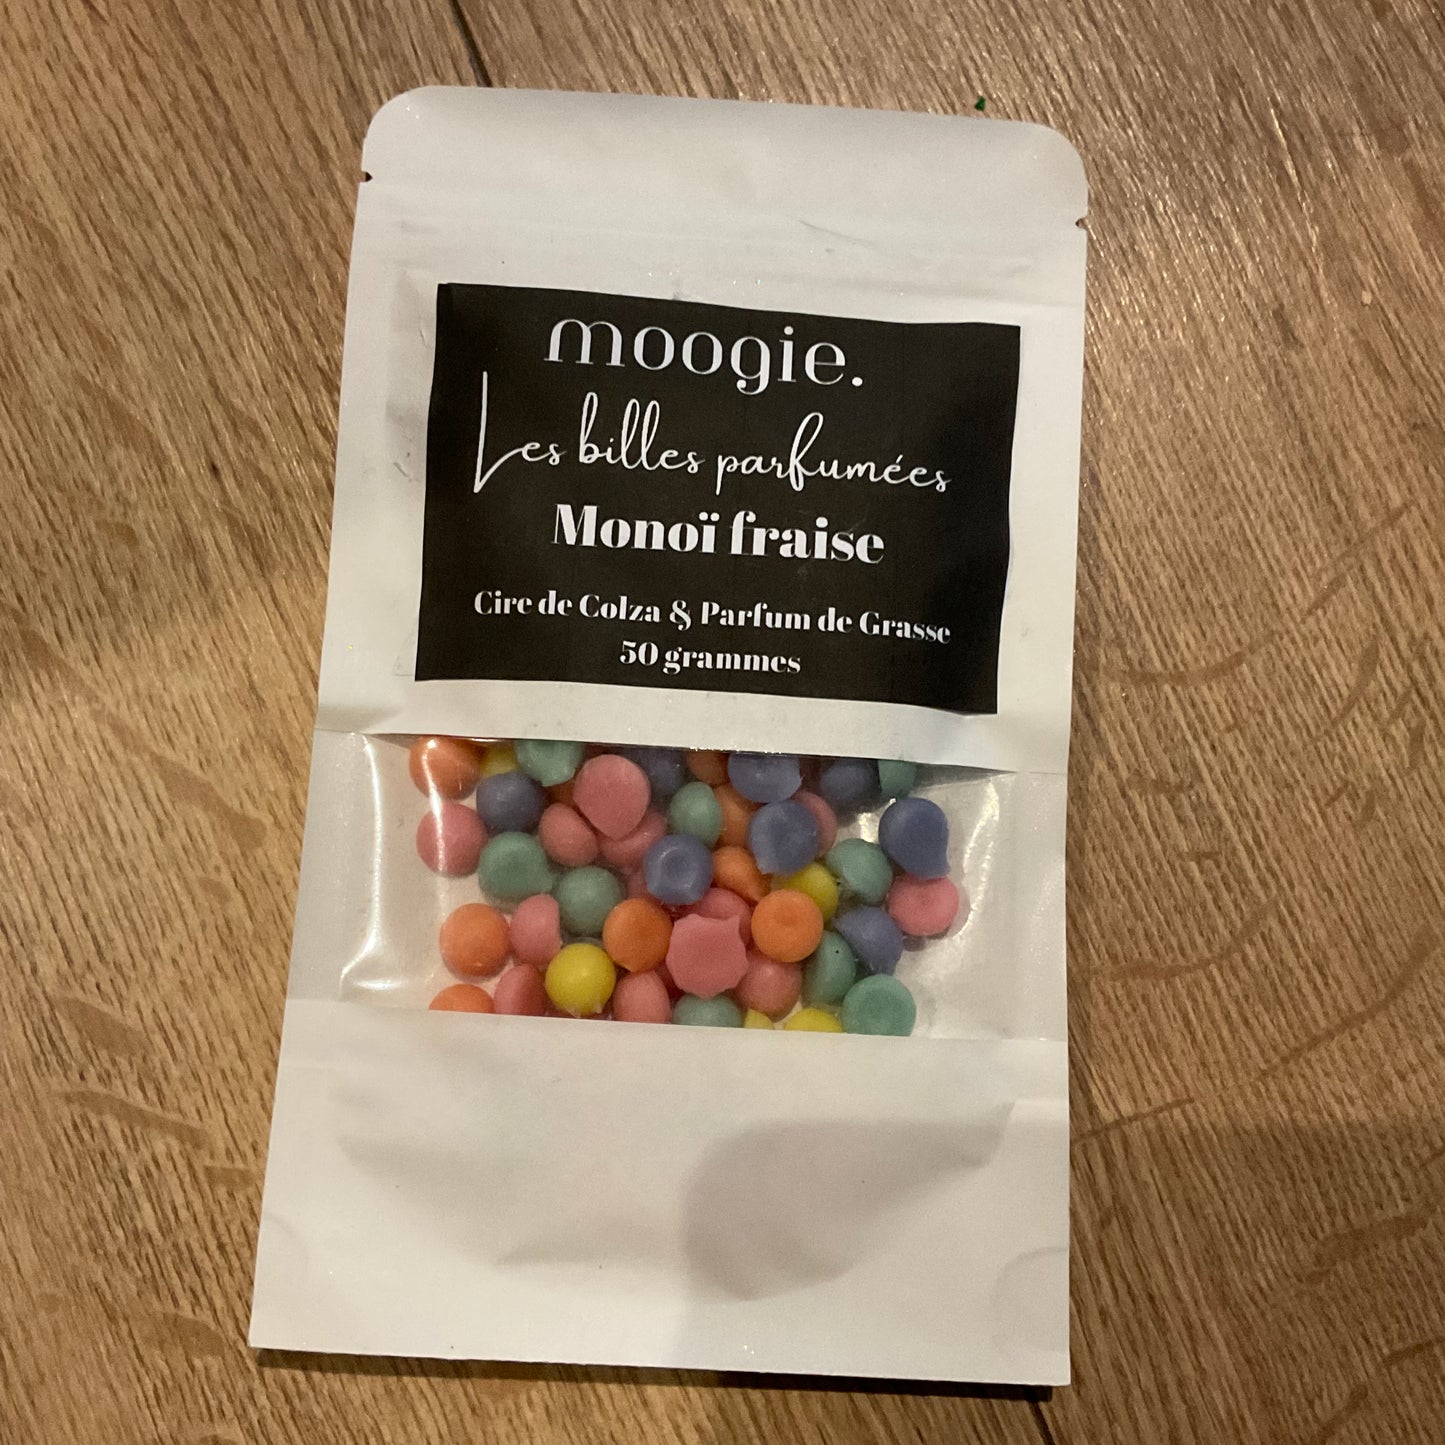 moogie.
Les billes parfumées
Monoï fraise
Cire de Colza & Parfum de Grasse
50 grammes